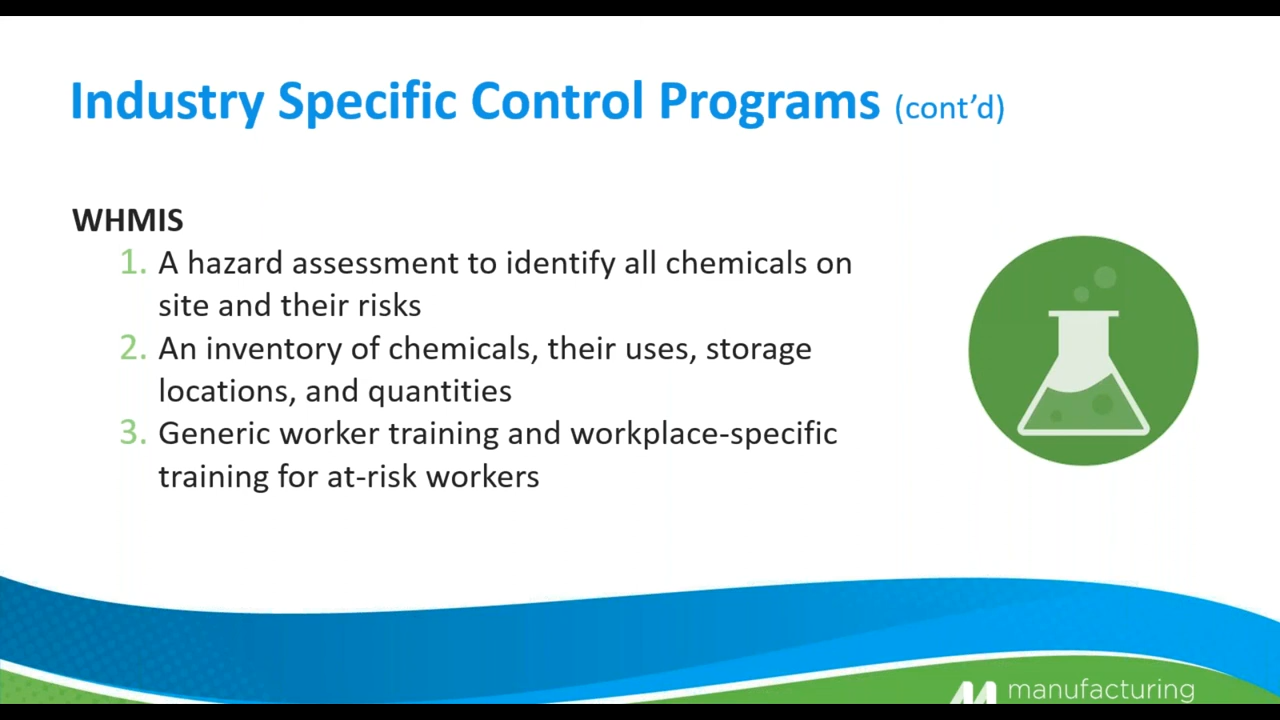 Industry Specific Control Programs (cont’d)
WHMIS
1. A hazard assessment to identify all chemicals on
site and their risks
2. An inventory of chemicals, their uses, storage
locations, and quantities
3. Generic worker training and workplace-specific
training for at-risk workers
manufacturing